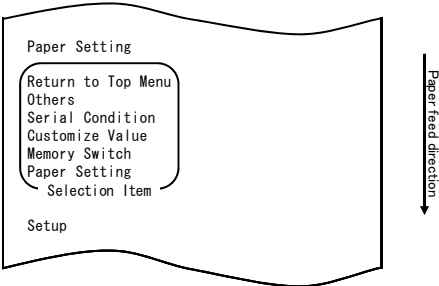 Paper Setting
Return to Top Menu
Others
Serial Condition
Customize Value
Memory Switch
Paper Setting
Selection Item
Setup
Paper feed direction